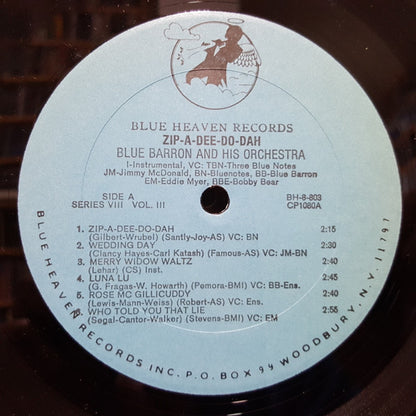 BLUE HEAVEN RECORDS
ZIP-A-DEE-DO-DAH
BLUE BARRON AND HIS ORCHESTRA
I-Instrumental, VC: TBN-Three Blue Notes
JM-Jimmy McDonald, BN-Bluenotes, BB-Blue Barron
EM-Eddie Myer, BBE-Bobby Bear
SIDE A
SERIES VIII VOL. III
BH-8-803
CP1080A
1. ZIP-A-DEE-DO-DAH 2:15
(Gilbert-Wrubel) (Santly-Joy-AS) VC: BN
2. WEDDING DAY 2:30
(Clancy Hayes-Carl Katash) (Famous-AS) VC: JM-BN
3. MERRY WIDOW WALTZ 2:40
(Lehar) (CS) Inst.
4. LUNA LU 2:45
(G. Fragas-W. Howarth) (Pemora-BMI) VC: BB-Ens.
5. ROSE MC GILLICUDDY 2:40
(Lewis-Mann-Weiss) (Robert-AS) VC: Ens.
6. WHO TOLD YOU THAT LIE 2:55
(Segal-Cantor-Walker) (Stevens-BMI) VC: EM
BLUE HEAVEN RECORDS INC. P.O. BOX 99 WOODBURY, N.Y. 11797